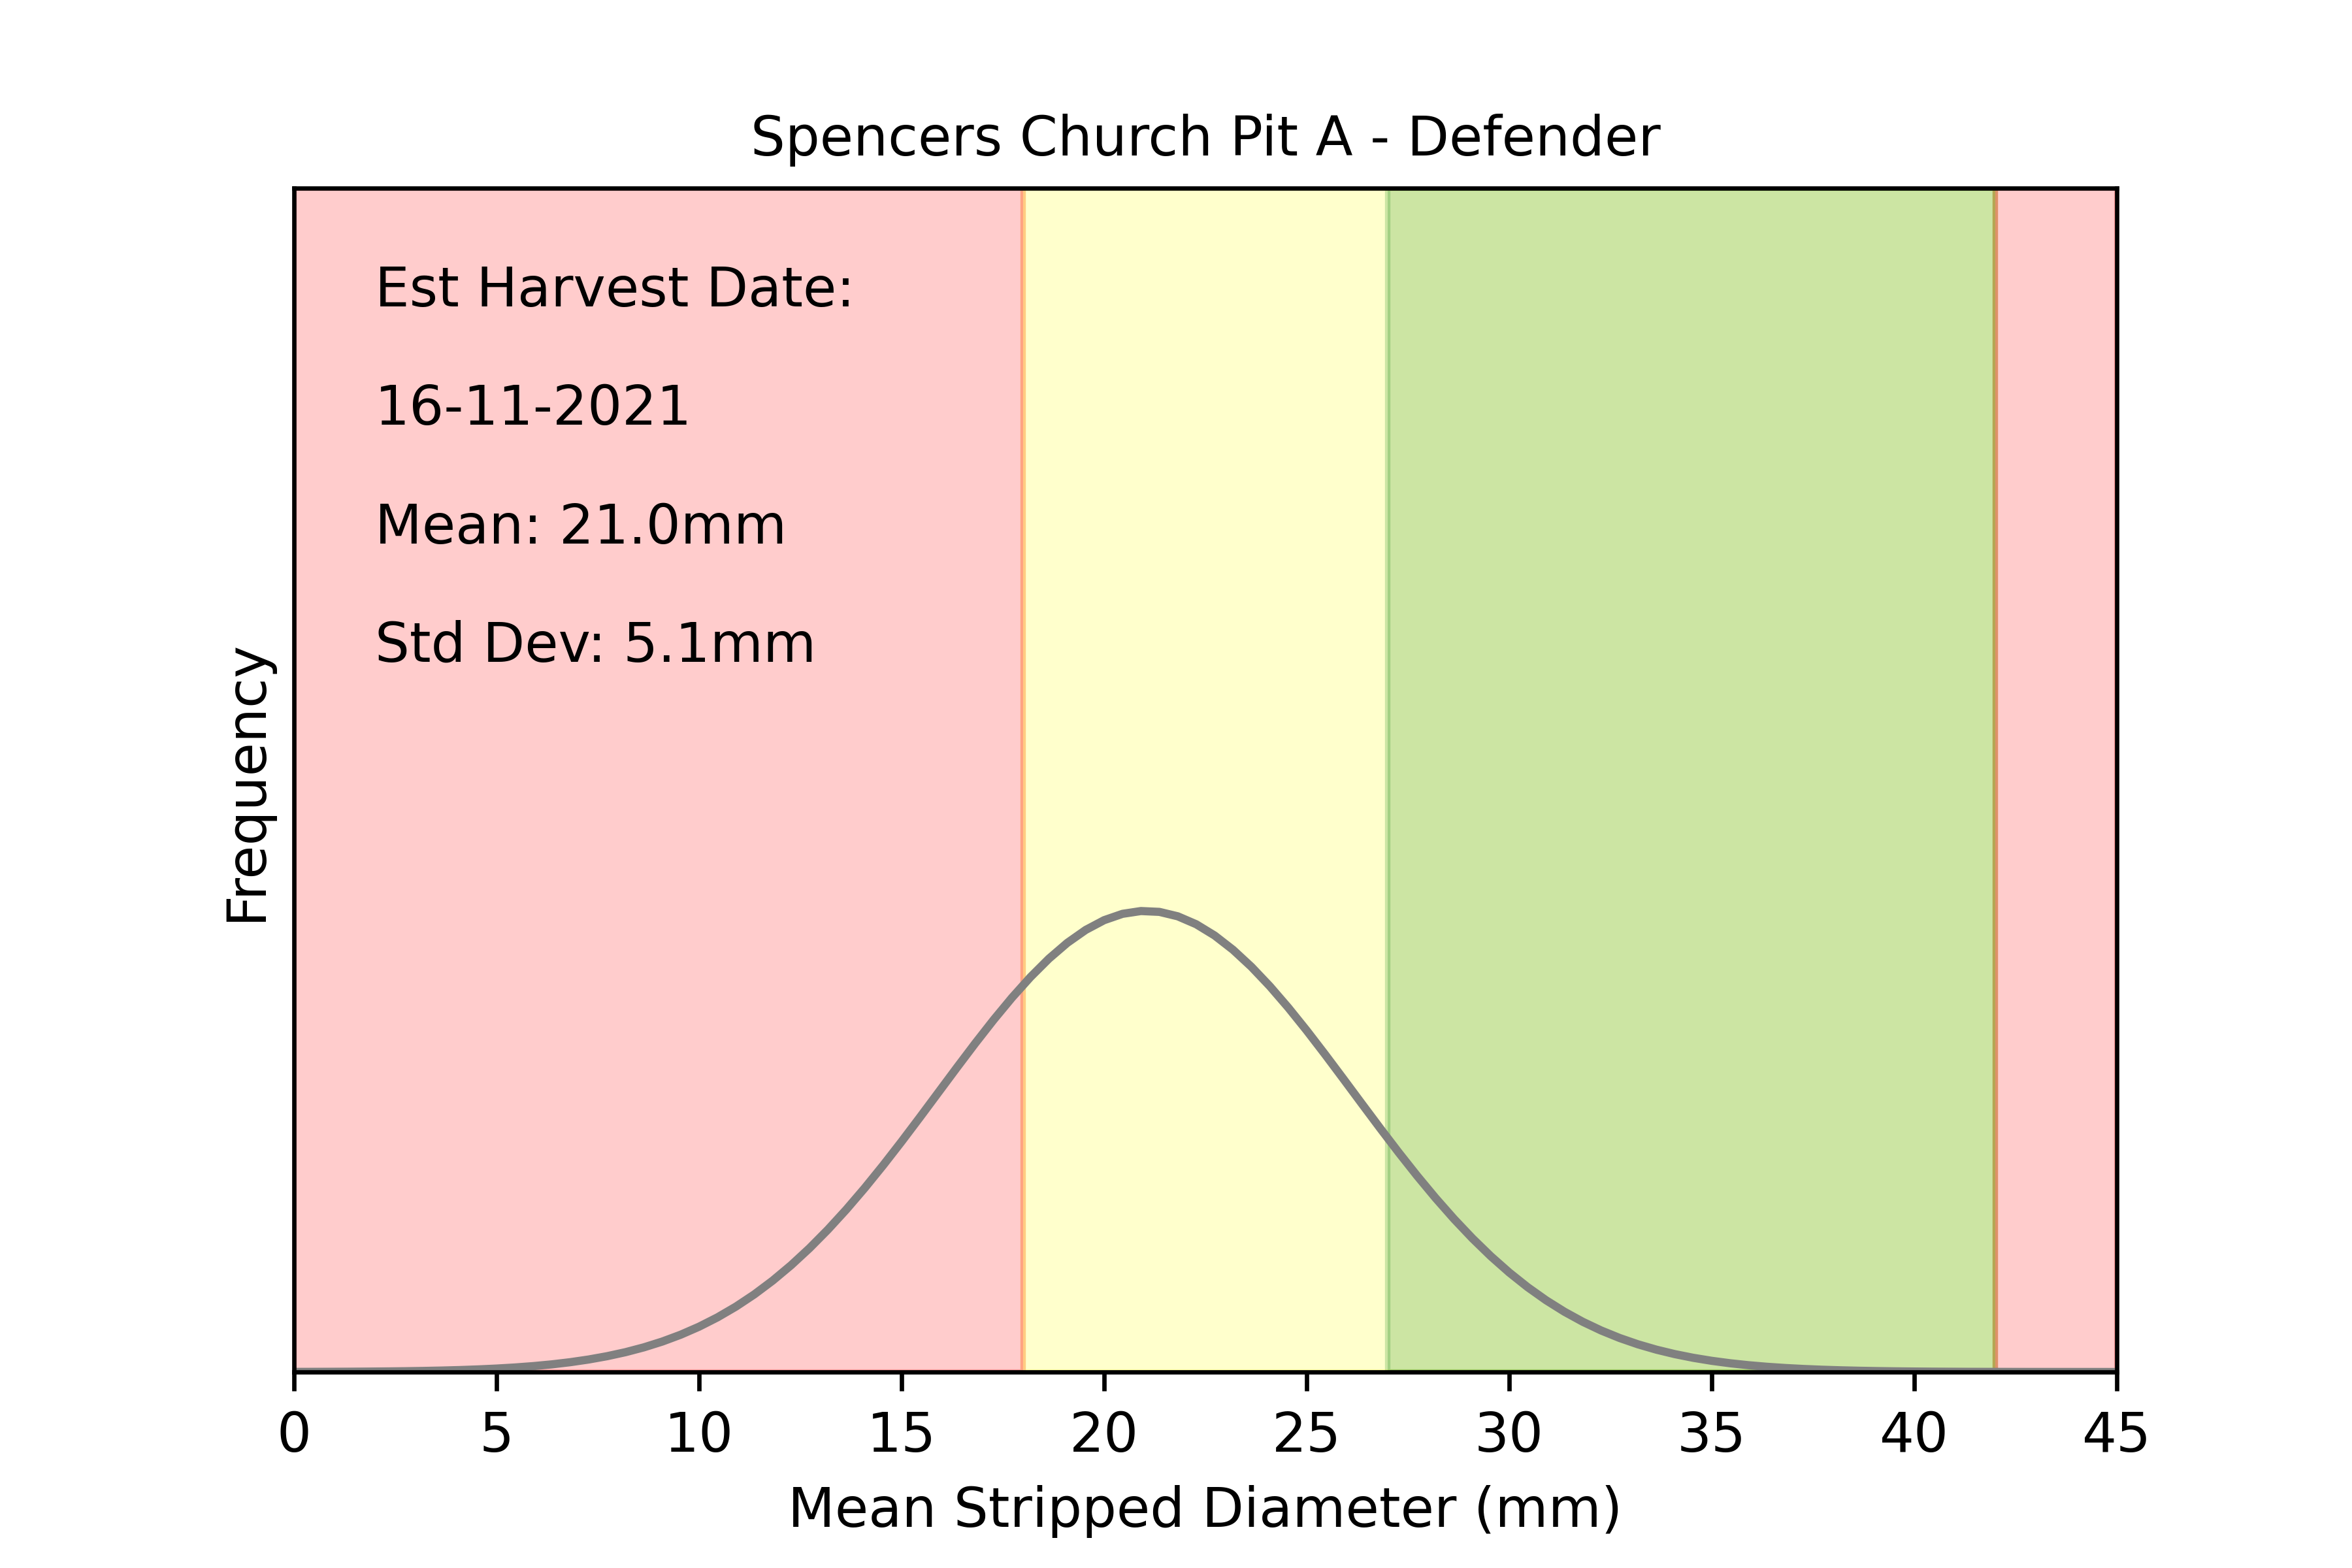 Spencers Church Pit A - Defender
Est Harvest Date:
16-11-2021
Mean: 21.0mm
Std Dev: 5.1mm
Frequency
0 5 10 15 20 25 30 35 40 45
Mean Stripped Diameter (mm)